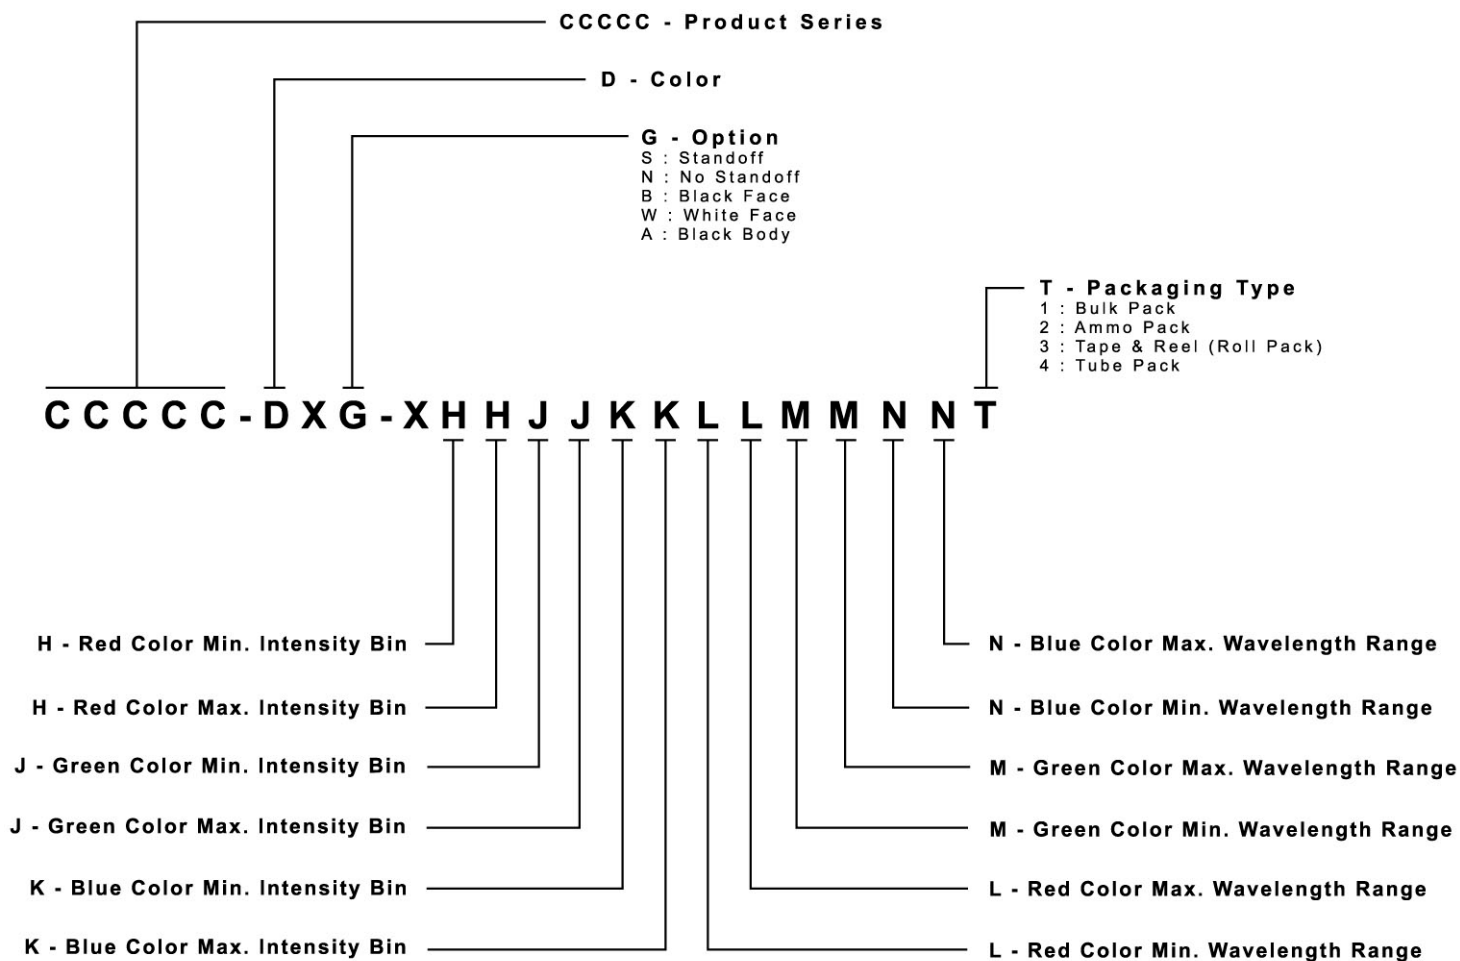 CCCCC - Product Series
D - Color
G - Option
S : Standoff
N : No Standoff
B : Black Face
W : White Face
A : Black Body
T - Packaging Type
1 : Bulk Pack
2 : Ammo Pack
3 : Tape & Reel (Roll Pack)
4 : Tube Pack
CCCCC-DXG-XHHJJKKLLMMNNT
H - Red Color Min. Intensity Bin
H - Red Color Max. Intensity Bin
J - Green Color Min. Intensity Bin
J - Green Color Max. Intensity Bin
K - Blue Color Min. Intensity Bin
K - Blue Color Max. Intensity Bin
N - Blue Color Max. Wavelength Range
N - Blue Color Min. Wavelength Range
M - Green Color Max. Wavelength Range
M - Green Color Min. Wavelength Range
L - Red Color Max. Wavelength Range
L - Red Color Min. Wavelength Range